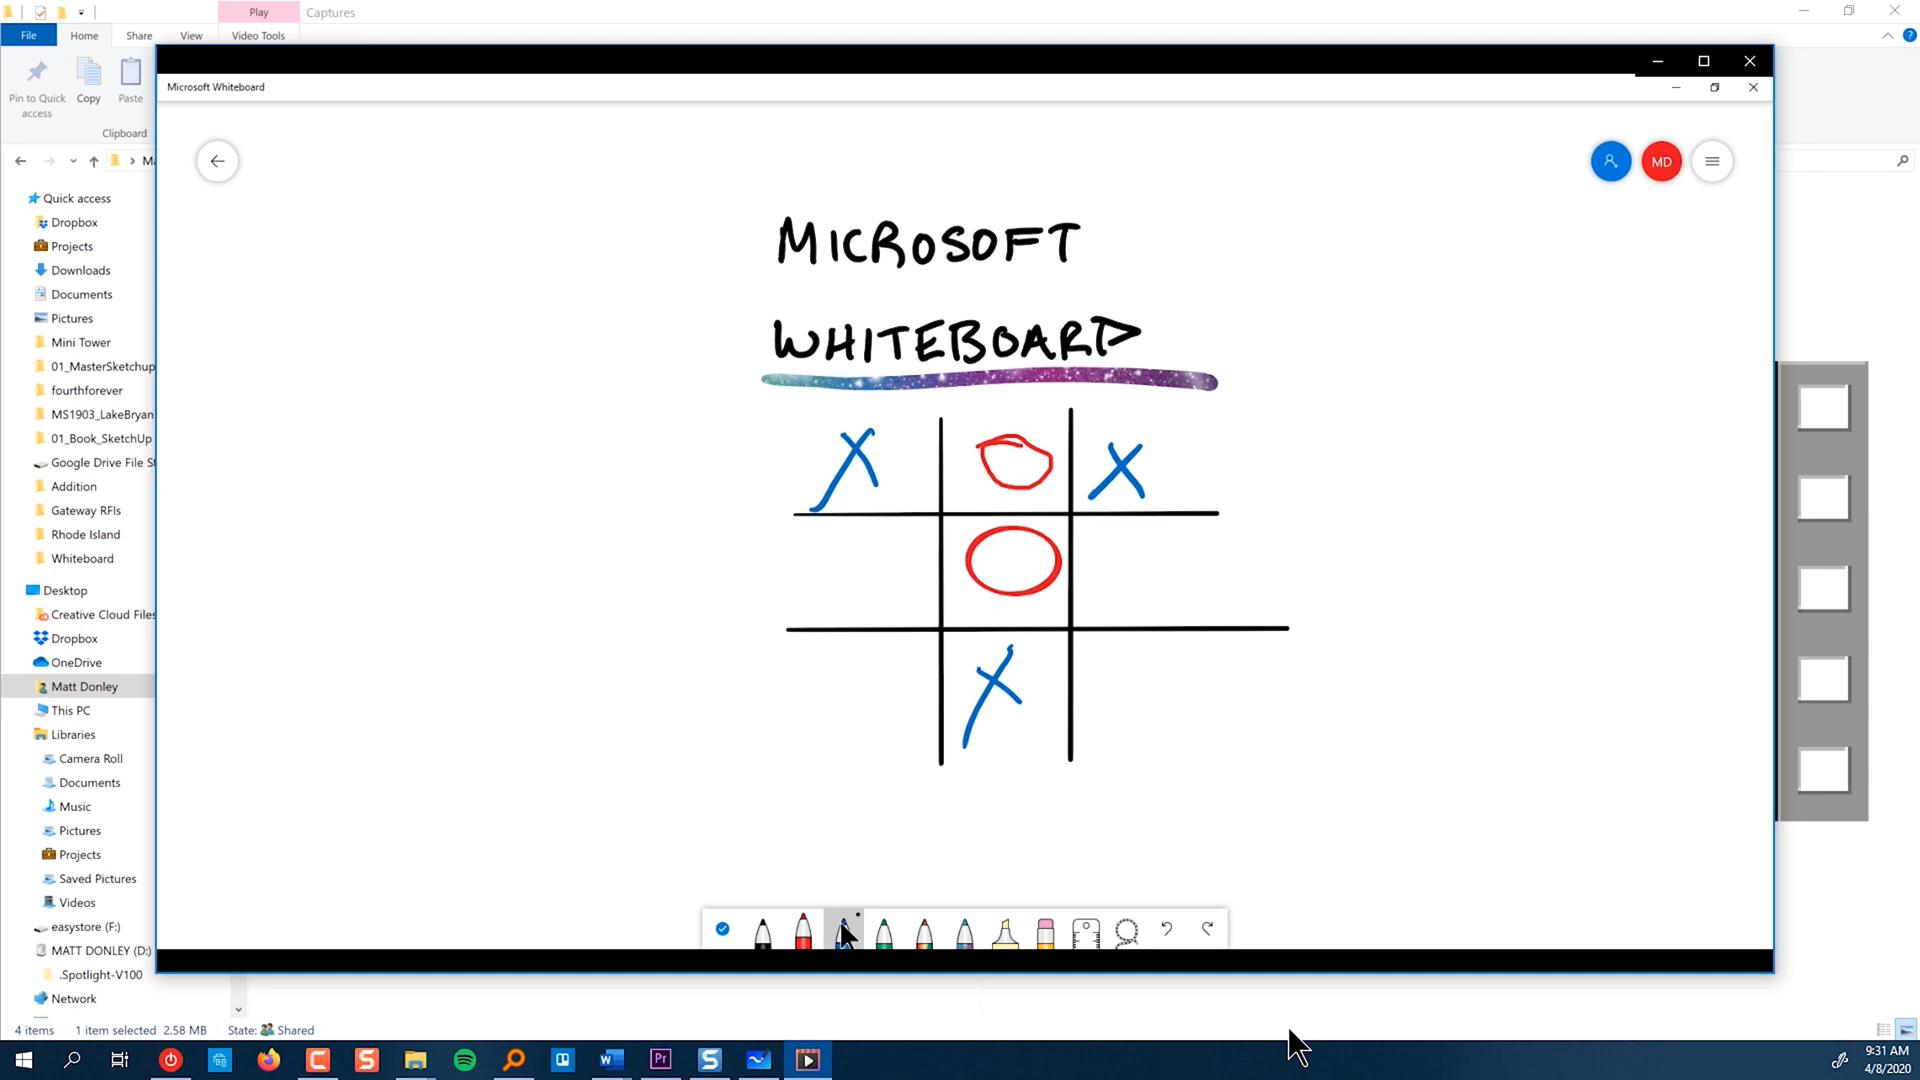 Play
Captures
File
Home
Share
View
Video Tools
Pin to Quick
access
Copy
Paste
Clipboard
Microsoft Whiteboard
MD
MICROSOFT
WHITEBOARD
X O X
O
X
Quick access
Dropbox
Projects
Downloads
Documents
Pictures
Mini Tower
01_MasterSketchup
fourthforever
MS1903_LakeBryan
01_Book_SketchUp
Google Drive File St
Addition
Gateway RFIs
Rhode Island
Whiteboard
Desktop
Creative Cloud Files
Dropbox
OneDrive
Matt Donley
This PC
Libraries
Camera Roll
Documents
Music
Pictures
Projects
Saved Pictures
Videos
easystore (F:)
MATT DONLEY (D:)
.Spotlight-V100
Network
4 items 1 item selected 2.58 MB State: Shared
9:31 AM
4/8/2020